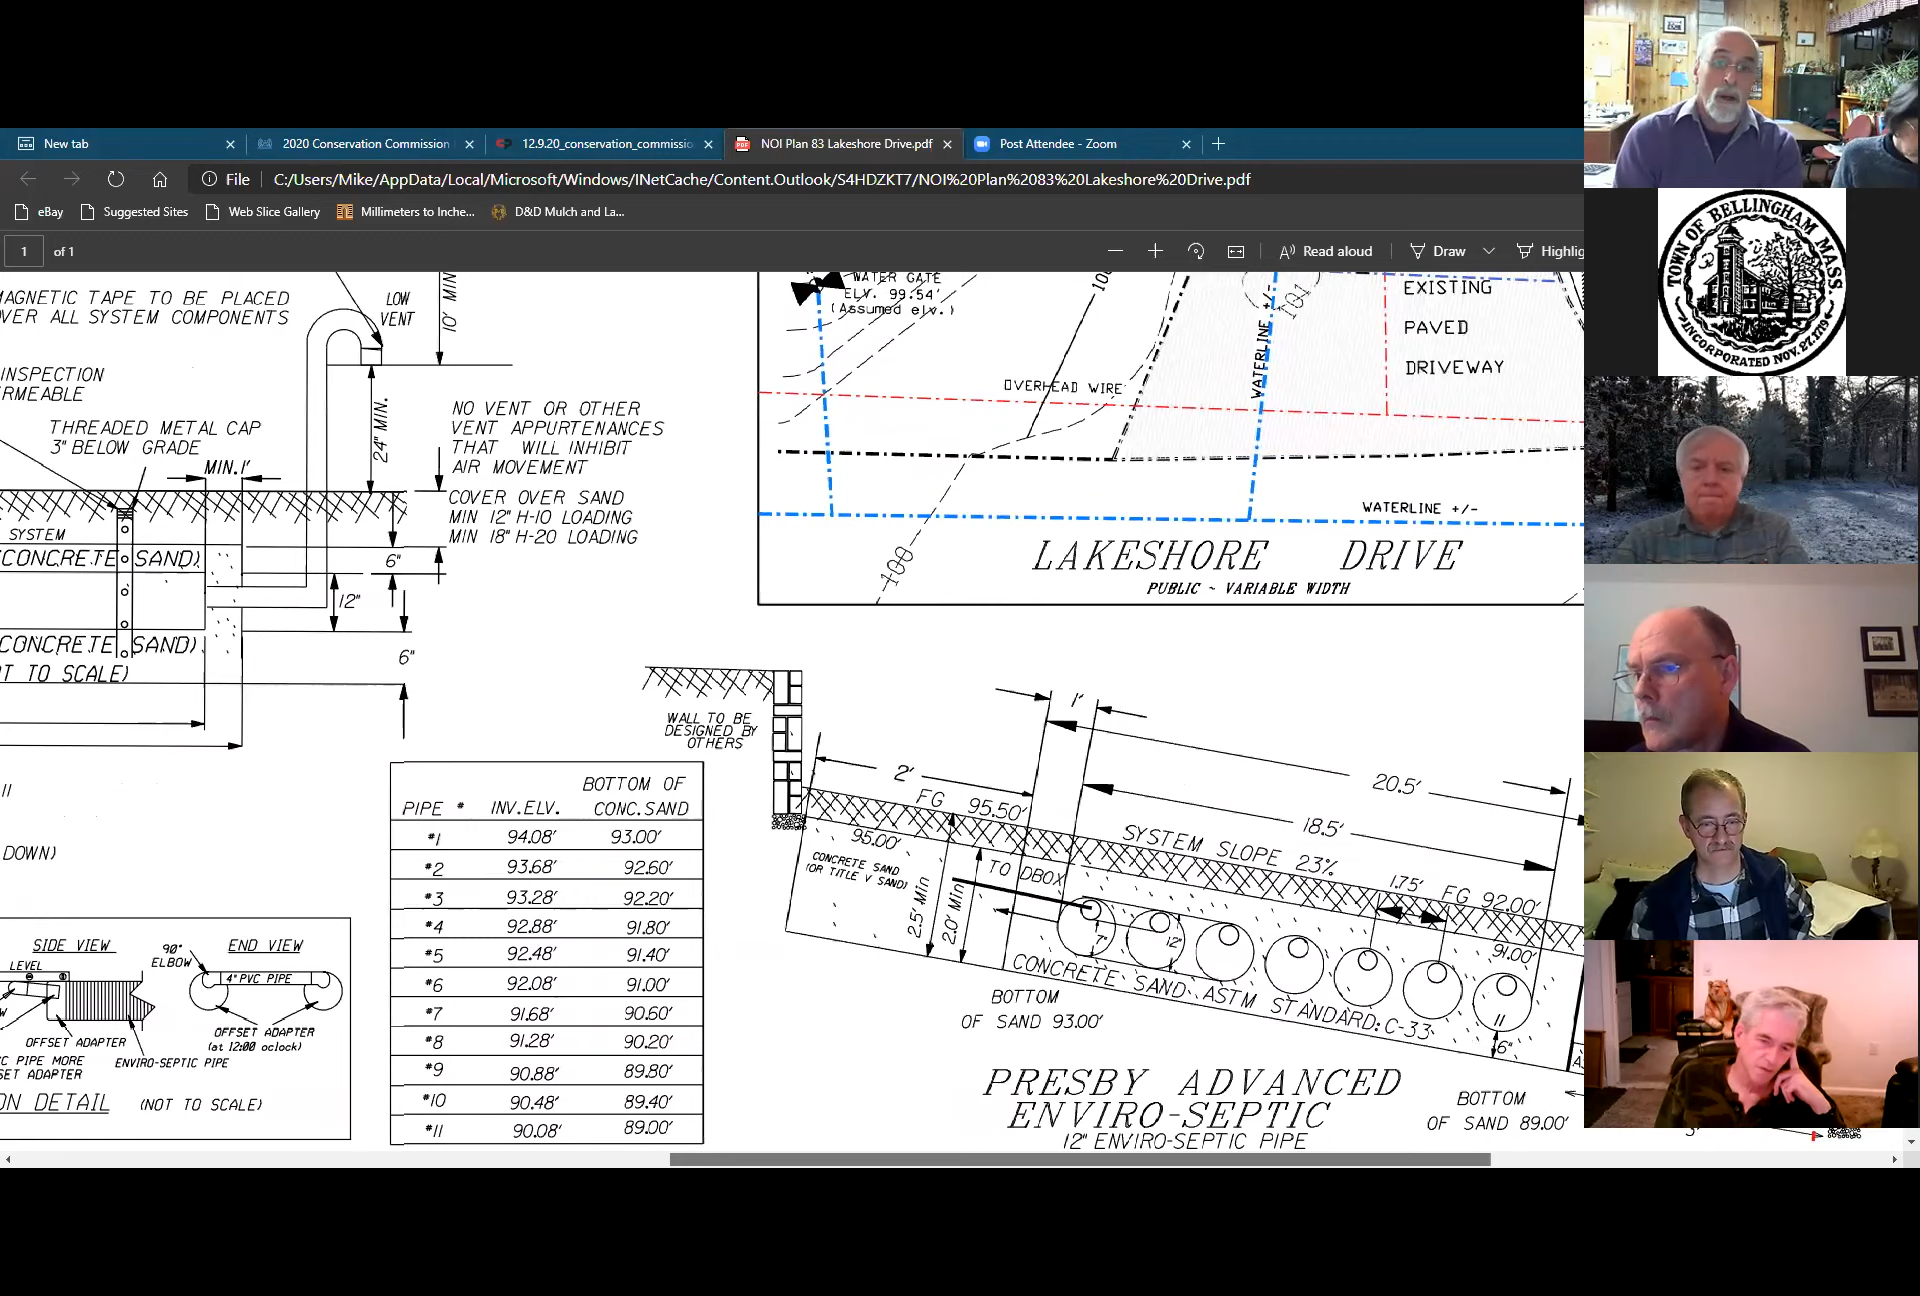 New tab
2020 Conservation Commission
12.9.20_conservation_commissio
NOI Plan 83 Lakeshore Drive.pdf
Post Attendee - Zoom
File
C:/Users/Mike/AppData/Local/Microsoft/Windows/INetCache/Content.Outlook/S4HDZKT7/NOI%20Plan%2083%20Lakeshore%20Drive.pdf
eBay
Suggested Sites
Web Slice Gallery
Millimeters to Inche...
D&D Mulch and La...
1
of 1
Read aloud
Draw
Highlig
TOWN OF BELLINGHAM MASS.
INCORPORATED NOV. 27, 1719
MAGNETIC TAPE TO BE PLACED
OVER ALL SYSTEM COMPONENTS
LOW
VENT
10' MIN
INSPECTION
RMEABLE
THREADED METAL CAP
3" BELOW GRADE
MIN. 1'
24" MIN.
NO VENT OR OTHER
VENT APPURTENANCES
THAT WILL INHIBIT
AIR MOVEMENT
COVER OVER SAND
MIN 12" H-10 LOADING
MIN 18" H-20 LOADING
SYSTEM
(CONCRETE SAND)
6"
12"
CONCRETE SAND)
6"
OT TO SCALE)
WATER GATE
ELV. 99.54'
(Assumed elv.)
101
EXISTING
PAVED
DRIVEWAY
WATERLINE +/-
OVERHEAD WIRE
WATERLINE +/-
100
LAKESHORE DRIVE
PUBLIC ~ VARIABLE WIDTH
WALL TO BE
DESIGNED BY
OTHERS
11
DOWN)
PIPE # INV.ELV. BOTTOM OF CONC.SAND
#1 94.08' 93.00'
#2 93.68' 92.60'
#3 93.28' 92.20'
#4 92.88' 91.80'
#5 92.48' 91.40'
#6 92.08' 91.00'
#7 91.68' 90.60'
#8 91.28' 90.20'
#9 90.88' 89.80'
#10 90.48' 89.40'
#11 90.08' 89.00'
SIDE VIEW
90°
ELBOW
END VIEW
LEVEL
4" PVC PIPE
OFFSET ADAPTER
OFFSET ADAPTER
(at 12:00 oclock)
ENVIRO-SEPTIC PIPE
C PIPE MORE
SET ADAPTER
ON DETAIL (NOT TO SCALE)
1'
2'
20.5'
18.5'
FG 95.50'
95.00'
CONCRETE SAND
(OR TITLE V SAND)
SYSTEM SLOPE 23%
1.75'
FG 92.00'
2.5' Min
2.0' Min
TO DBOX
7"
12"
91.00'
11
6"
CONCRETE SAND: ASTM STANDARD: C-33
BOTTOM
OF SAND 93.00'
PRESBY ADVANCED
ENVIRO-SEPTIC
12" ENVIRO-SEPTIC PIPE
BOTTOM
OF SAND 89.00'